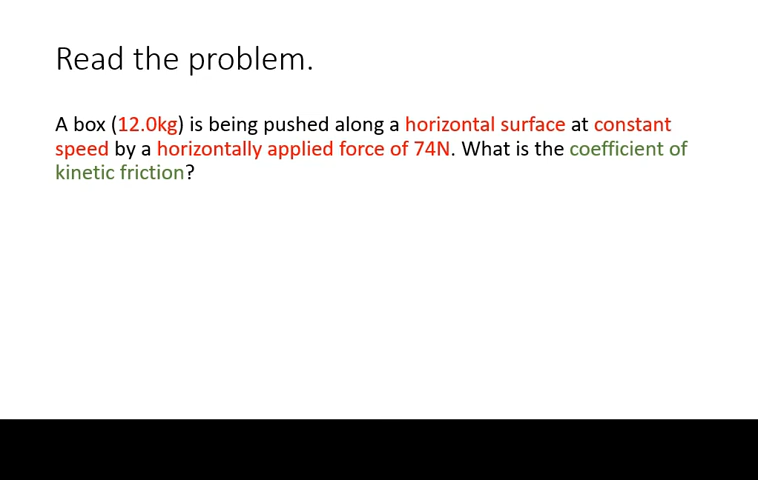 Read the problem.
A box (12.0kg) is being pushed along a horizontal surface at constant
speed by a horizontally applied force of 74N. What is the coefficient of
kinetic friction?